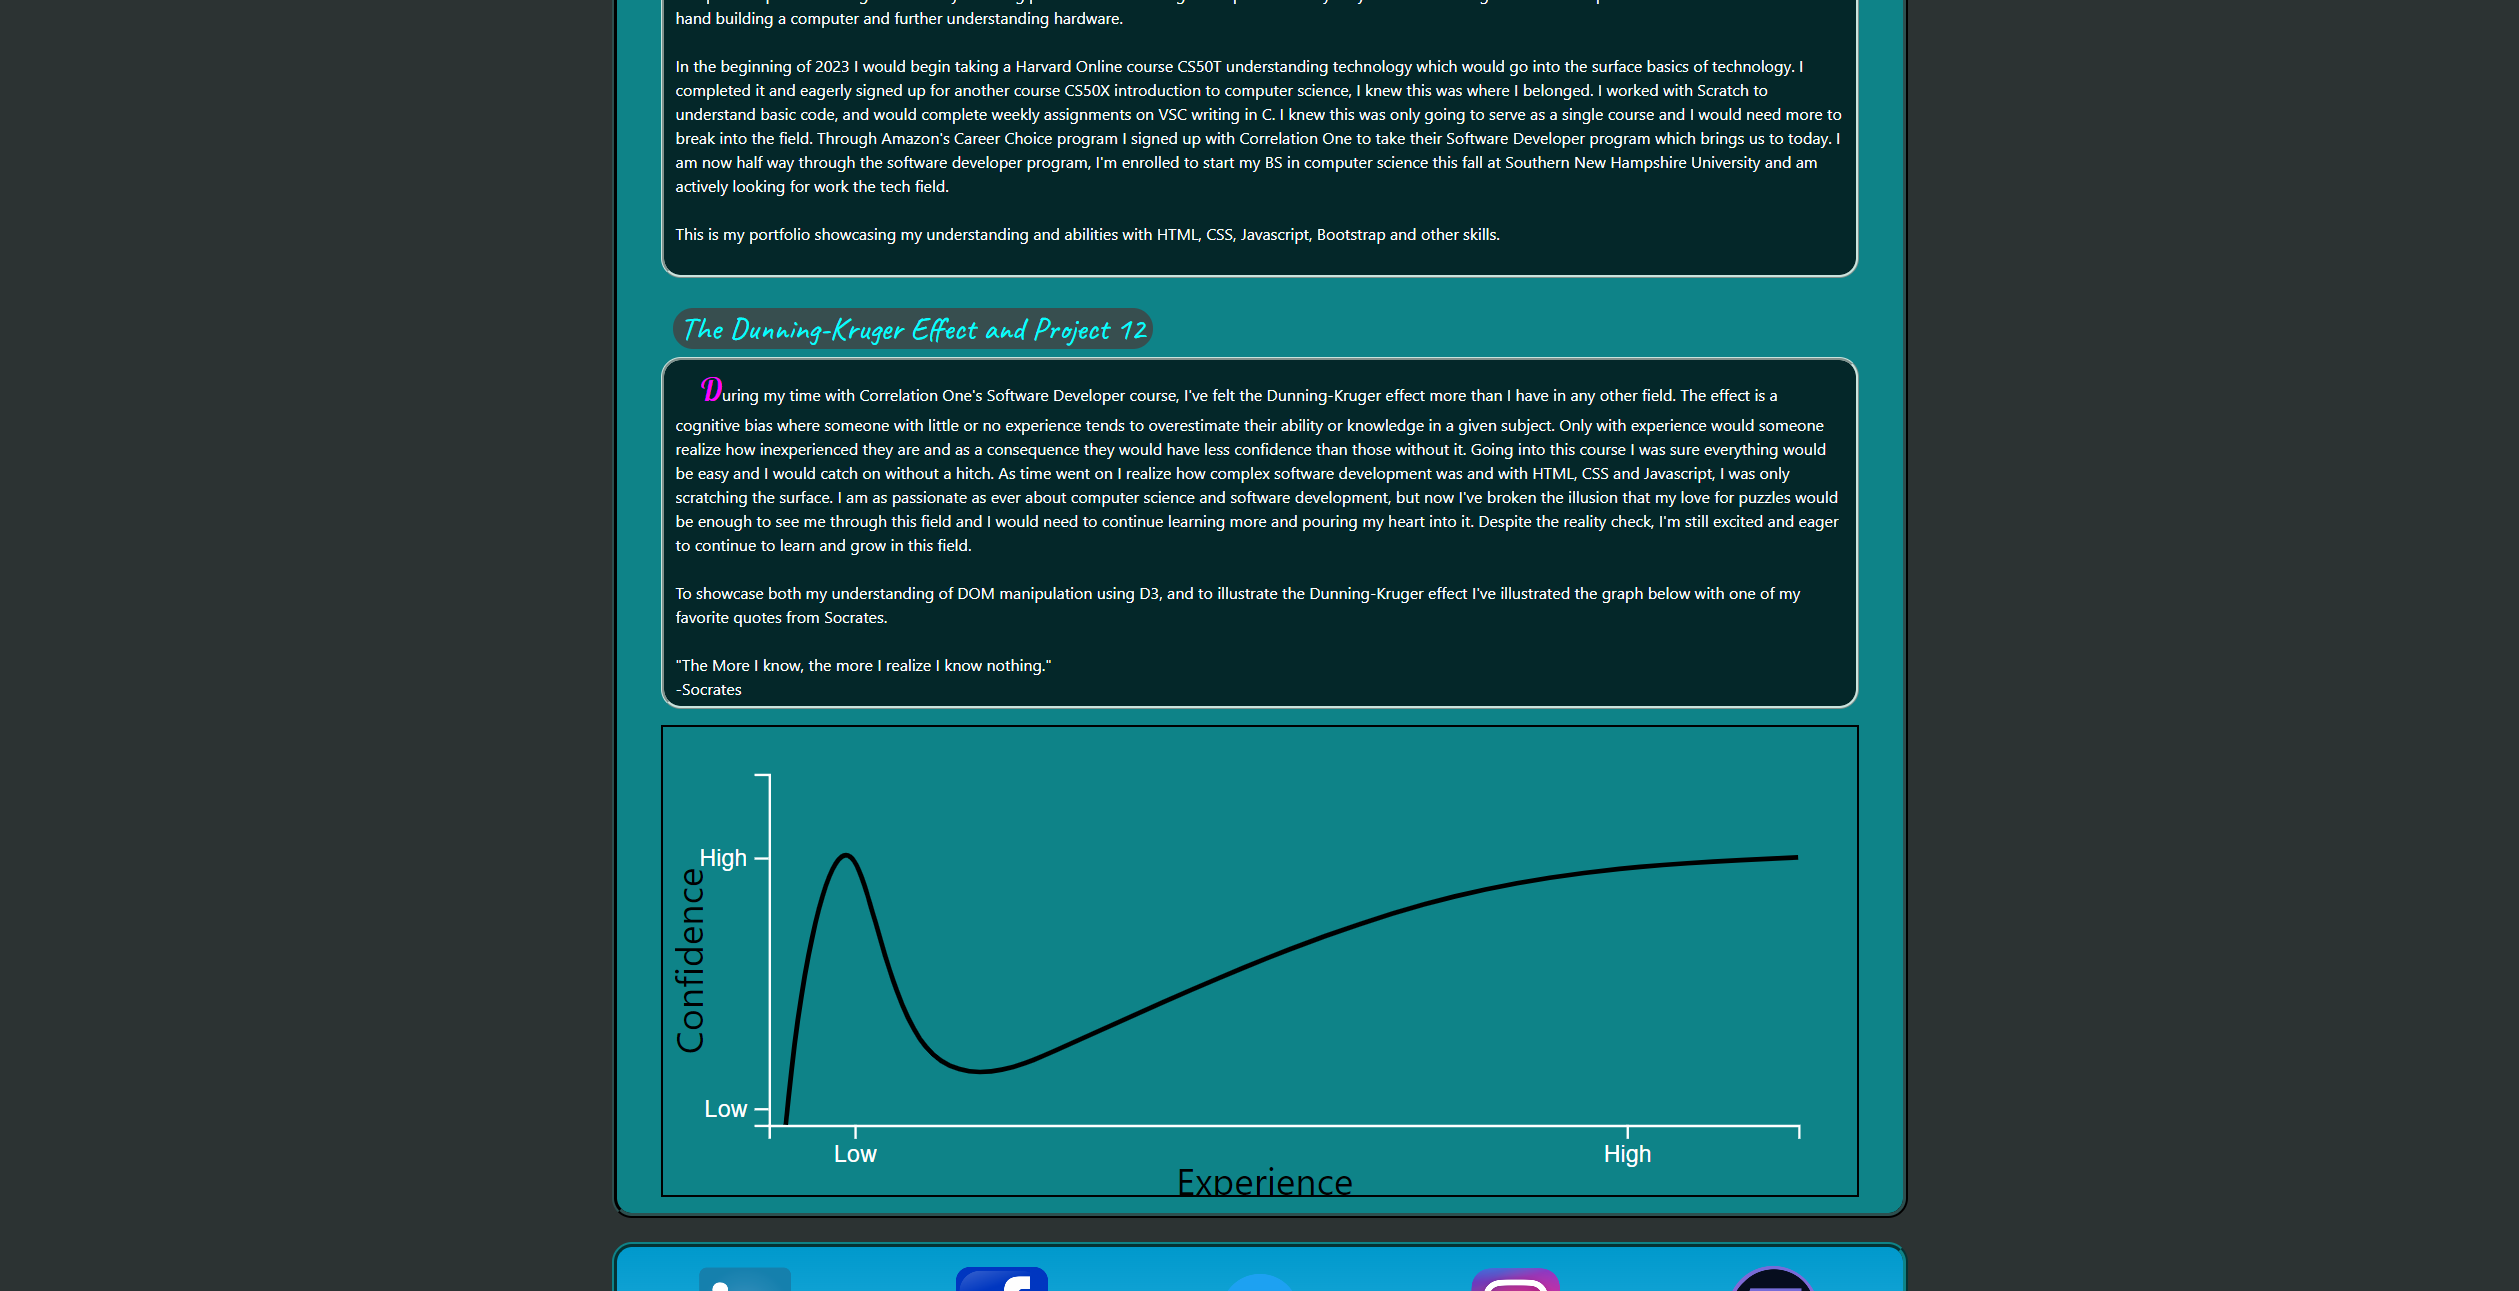 hand building a computer and further understanding hardware.
In the beginning of 2023 I would begin taking a Harvard Online course CS50T understanding technology which would go into the surface basics of technology. I
completed it and eagerly signed up for another course CS50X introduction to computer science, I knew this was where I belonged. I worked with Scratch to
understand basic code, and would complete weekly assignments on VSC writing in C. I knew this was only going to serve as a single course and I would need more to
break into the field. Through Amazon's Career Choice program I signed up with Correlation One to take their Software Developer program which brings us to today. I
am now half way through the software developer program, I'm enrolled to start my BS in computer science this fall at Southern New Hampshire University and am
actively looking for work the tech field.
This is my portfolio showcasing my understanding and abilities with HTML, CSS, Javascript, Bootstrap and other skills.
The Dunning-Kruger Effect and Project 12
During my time with Correlation One's Software Developer course, I've felt the Dunning-Kruger effect more than I have in any other field. The effect is a
cognitive bias where someone with little or no experience tends to overestimate their ability or knowledge in a given subject. Only with experience would someone
realize how inexperienced they are and as a consequence they would have less confidence than those without it. Going into this course I was sure everything would
be easy and I would catch on without a hitch. As time went on I realize how complex software development was and with HTML, CSS and Javascript, I was only
scratching the surface. I am as passionate as ever about computer science and software development, but now I've broken the illusion that my love for puzzles would
be enough to see me through this field and I would need to continue learning more and pouring my heart into it. Despite the reality check, I'm still excited and eager
to continue to learn and grow in this field.
To showcase both my understanding of DOM manipulation using D3, and to illustrate the Dunning-Kruger effect I've illustrated the graph below with one of my
favorite quotes from Socrates.
"The More I know, the more I realize I know nothing."
-Socrates
High
Confidence
Low
Low
High
Experience